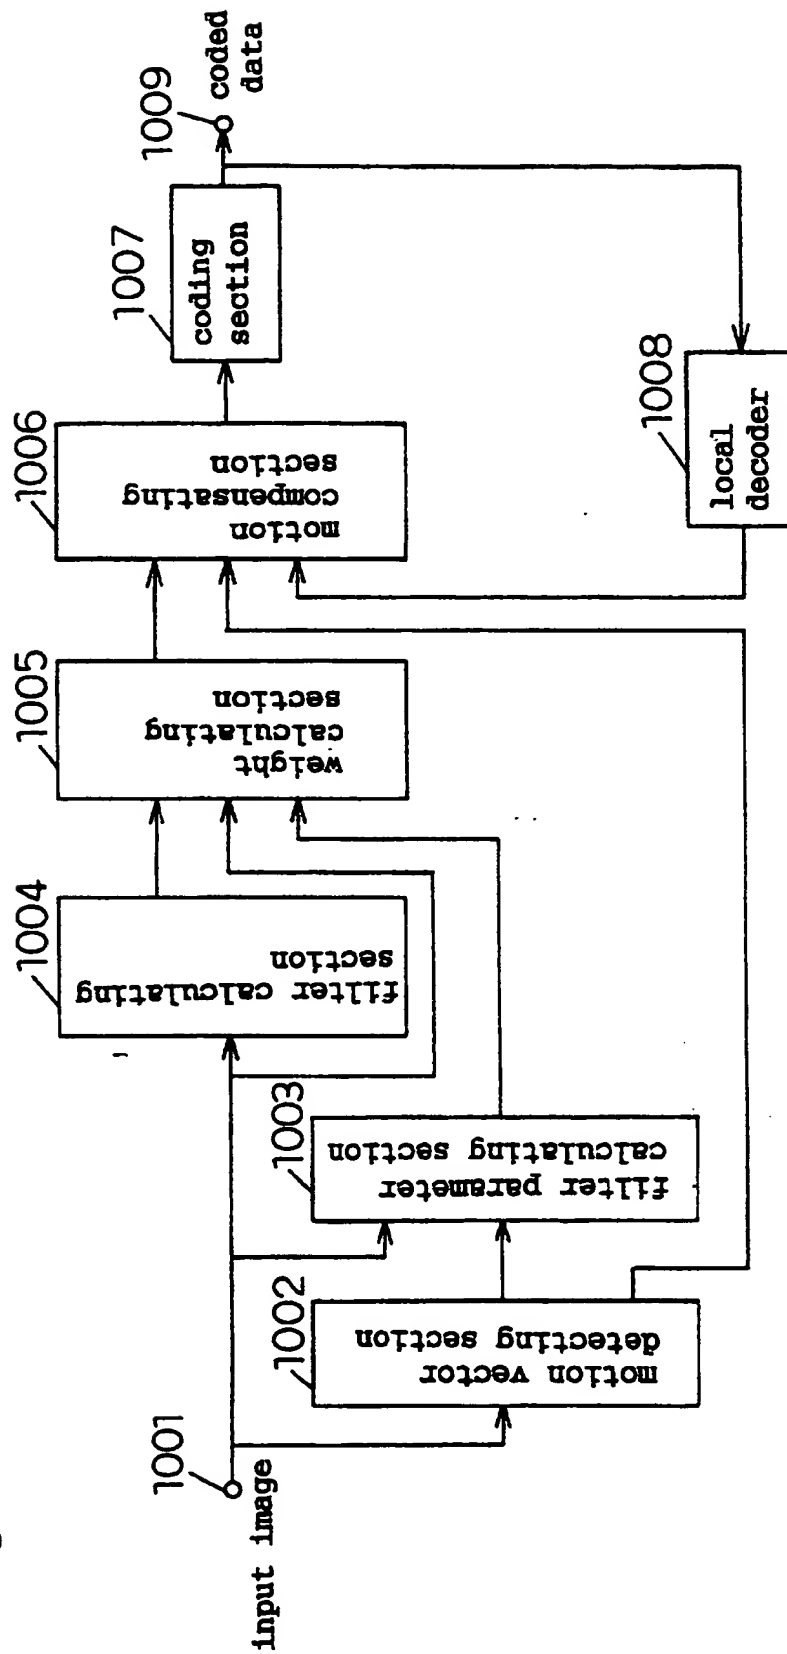 1001
input image
1002
motion vector
detecting section
1003
filter parameter
calculating section
1004
filter calculating
section
1005
weight
calculating
section
1006
motion
compensating
section
1007
coding
section
1008
local
decoder
1009
coded
data